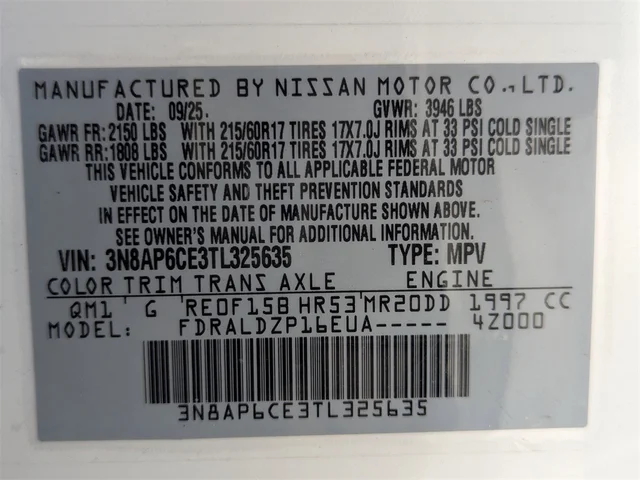 MANUFACTURED BY NISSAN MOTOR CO., LTD.
DATE: 09/25. GVWR: 3946 LBS
GAWR FR: 2150 LBS WITH 215/60R17 TIRES 17X7.0J RIMS AT 33 PSI COLD SINGLE
GAWR RR: 1808 LBS WITH 215/60R17 TIRES 17X7.0J RIMS AT 33 PSI COLD SINGLE
THIS VEHICLE CONFORMS TO ALL APPLICABLE FEDERAL MOTOR
VEHICLE SAFETY AND THEFT PREVENTION STANDARDS
IN EFFECT ON THE DATE OF MANUFACTURE SHOWN ABOVE.
SEE OWNER'S MANUAL FOR ADDITIONAL INFORMATION.
VIN: 3N8AP6CE3TL325635 TYPE: MPV
COLOR TRIM TRANS AXLE ENGINE
QM1 G RE0F15B HR53 MR20DD 1997 CC
MODEL: FDRALDZP16EUA----- 4Z000
3N8AP6CE3TL325635